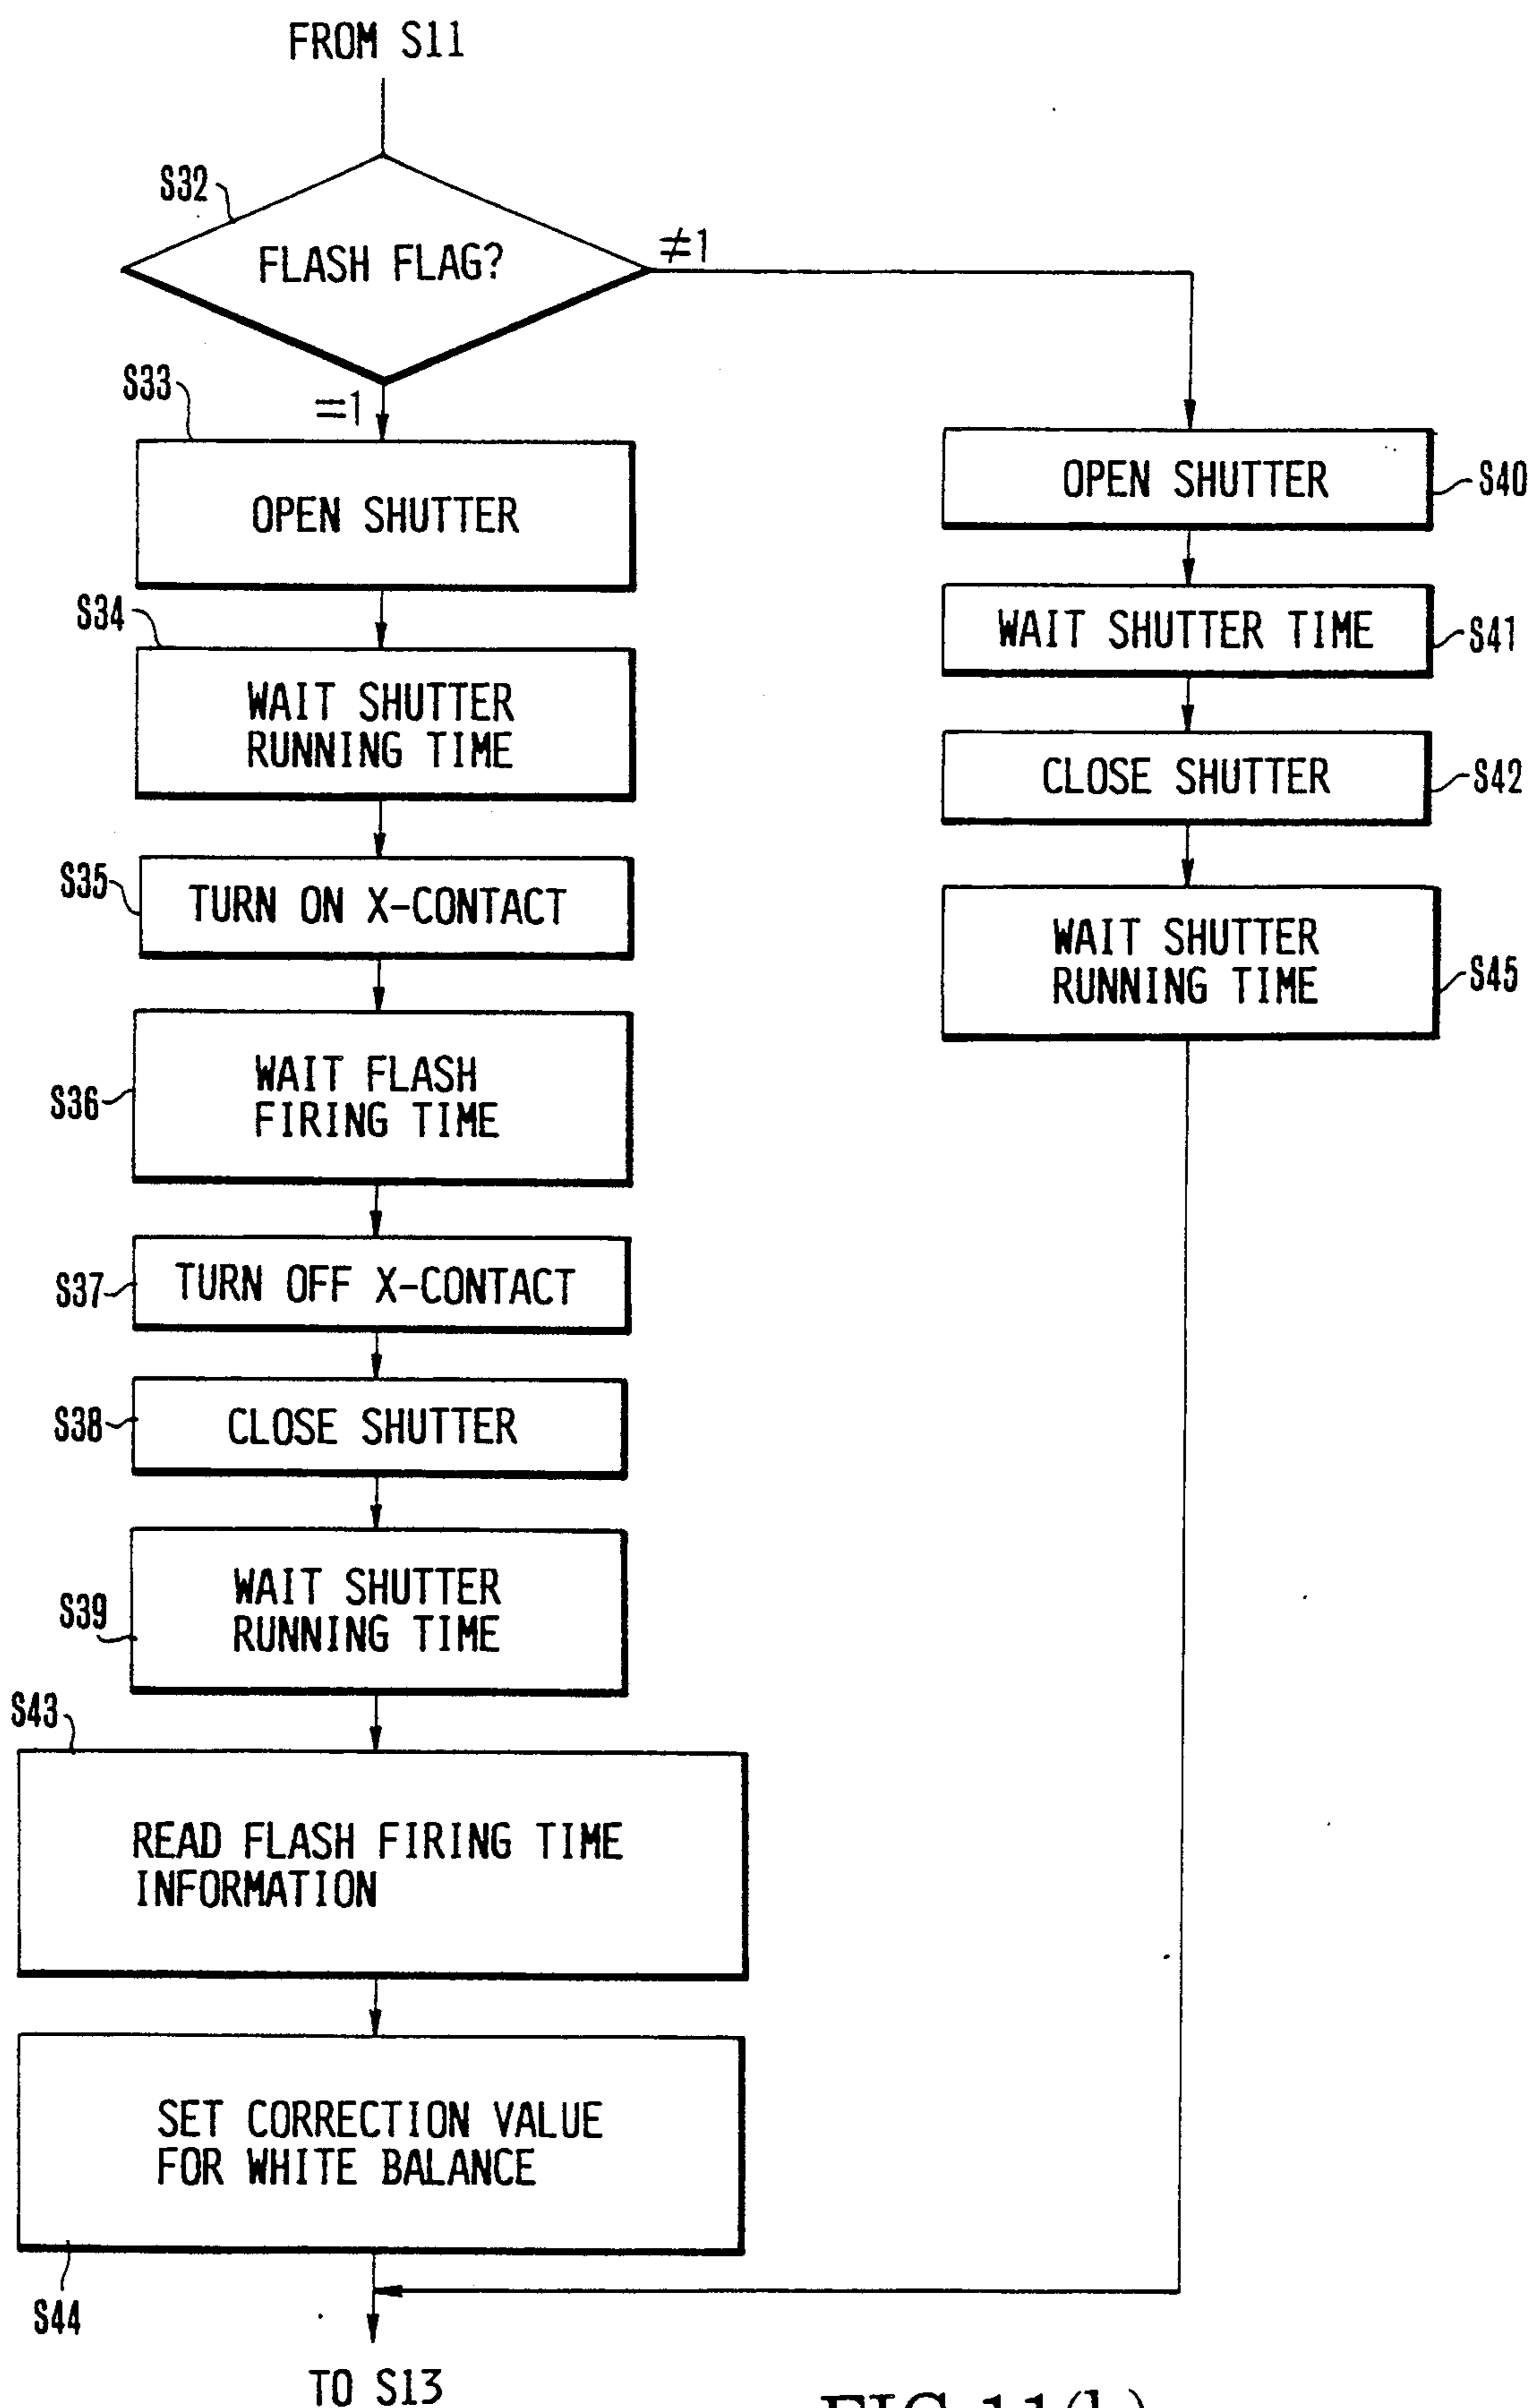 FROM S11
S32
FLASH FLAG?
≠1
S33
=1
OPEN SHUTTER
S34
WAIT SHUTTER
RUNNING TIME
S35
TURN ON X-CONTACT
S36
WAIT FLASH
FIRING TIME
S37
TURN OFF X-CONTACT
S38
CLOSE SHUTTER
S39
WAIT SHUTTER
RUNNING TIME
S43
READ FLASH FIRING TIME
INFORMATION
SET CORRECTION VALUE
FOR WHITE BALANCE
S44
TO S13
OPEN SHUTTER
S40
WAIT SHUTTER TIME
S41
CLOSE SHUTTER
S42
WAIT SHUTTER
RUNNING TIME
S45
FIG.11(b)